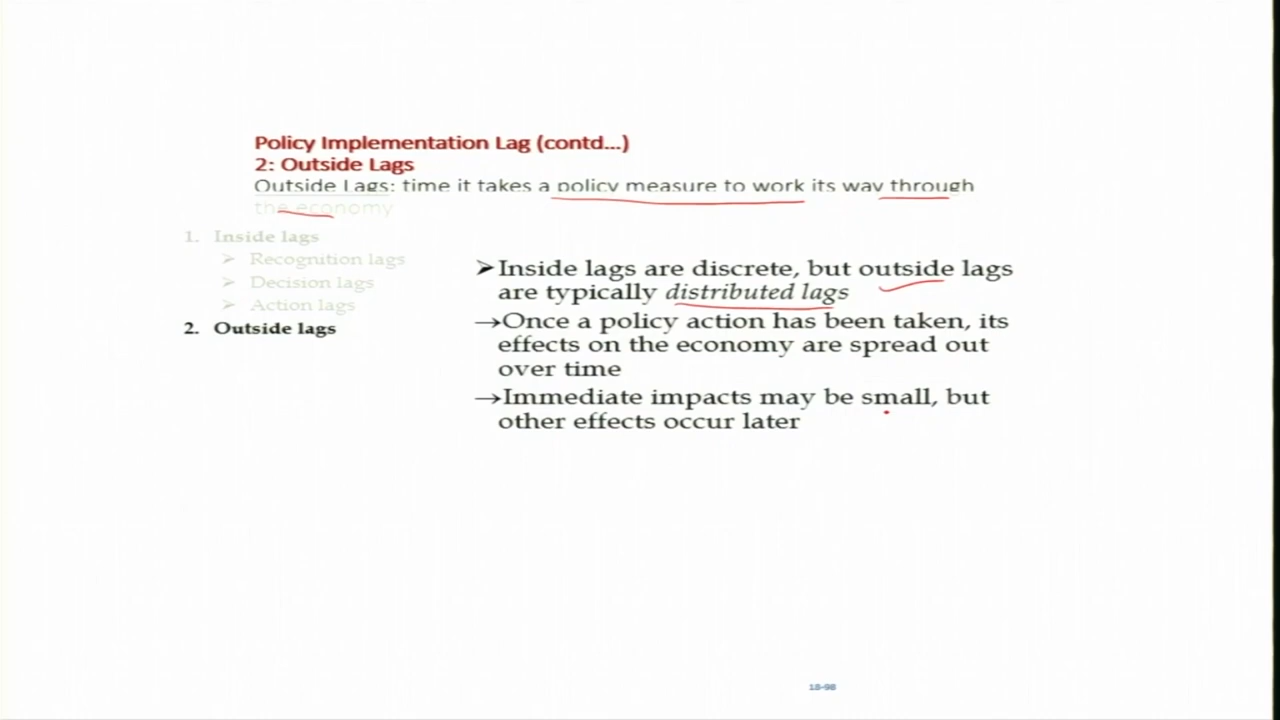 Policy Implementation Lag (contd...)
2: Outside Lags
Outside Lags: time it takes a policy measure to work its way through
the economy
1. Inside lags
➢ Recognition lags
➢ Decision lags
➢ Action lags
2. Outside lags
➢Inside lags are discrete, but outside lags
are typically distributed lags
→Once a policy action has been taken, its
effects on the economy are spread out
over time
→Immediate impacts may be small, but
other effects occur later
18-98